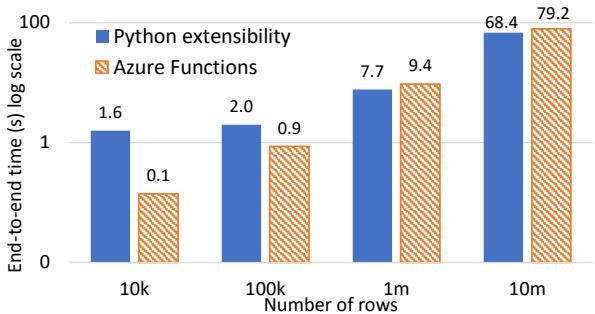 100
Python extensibility
Azure Functions
68.4 79.2
7.7 9.4
1.6 2.0
0.9
0.1
1
0
End-to-end time (s) log scale
10k 100k 1m 10m
Number of rows